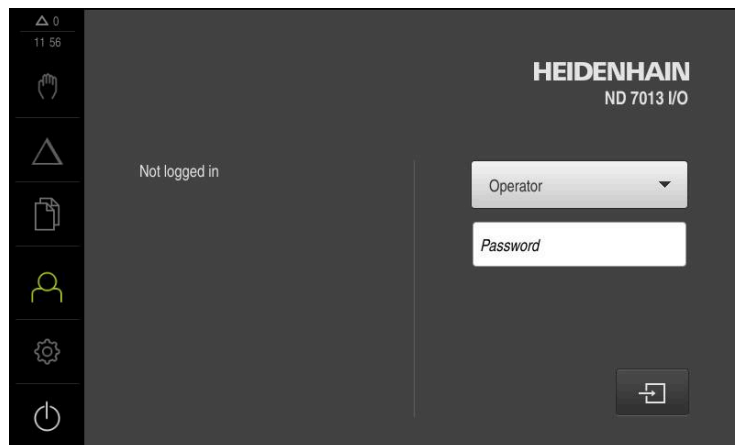 0
11 56
HEIDENHAIN
ND 7013 I/O
Not logged in
Operator
Password